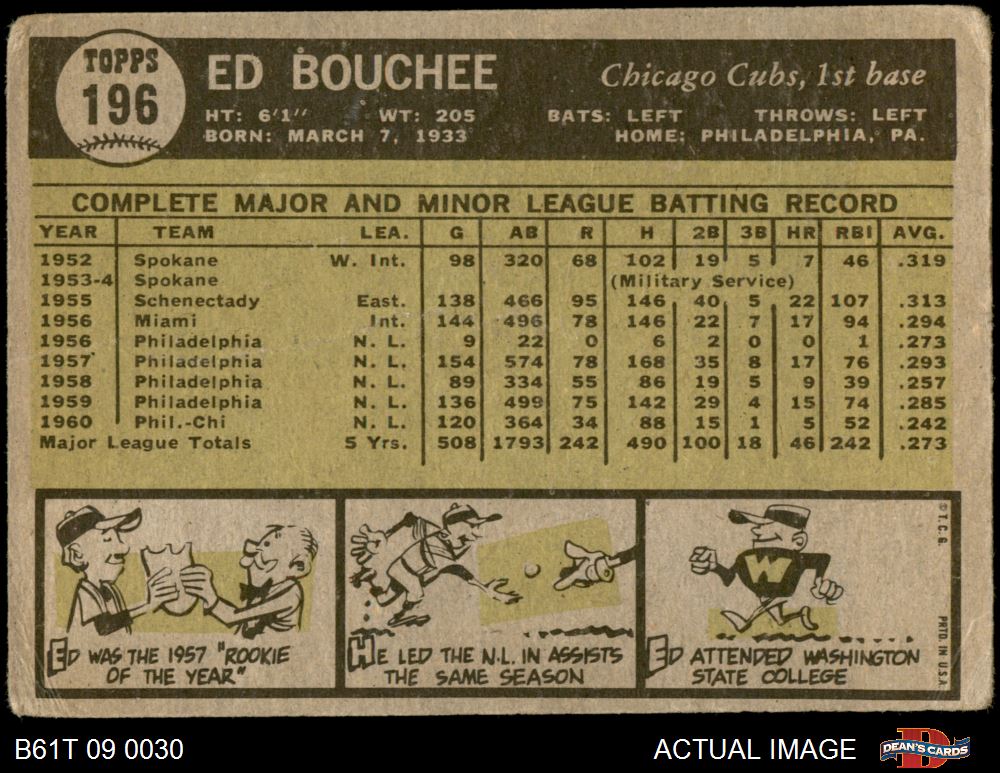 TOPPS
196
ED BOUCHEE
Chicago Cubs, 1st base
HT: 6'1" WT: 205 BATS: LEFT THROWS: LEFT
BORN: MARCH 7, 1933 HOME: PHILADELPHIA, PA.
COMPLETE MAJOR AND MINOR LEAGUE BATTING RECORD
YEAR TEAM LEA. G AB R H 2B 3B HR RBI AVG.
1952 Spokane W. Int. 98 320 68 102 19 5 7 46 .319
1953-4 Spokane (Military Service)
1955 Schenectady East. 138 466 95 146 40 5 22 107 .313
1956 Miami Int. 144 496 78 146 22 7 17 94 .294
1956 Philadelphia N. L. 9 22 0 6 2 0 0 1 .273
1957 Philadelphia N. L. 154 574 78 168 35 8 17 76 .293
1958 Philadelphia N. L. 89 334 55 86 19 5 9 39 .257
1959 Philadelphia N. L. 136 499 75 142 29 4 15 74 .285
1960 Phil.-Chi N. L. 120 364 34 88 15 1 5 52 .242
Major League Totals 5 Yrs. 508 1793 242 490 100 18 46 242 .273
ED WAS THE 1957 "ROOKIE
OF THE YEAR"
HE LED THE N.L. IN ASSISTS
THE SAME SEASON
W
ED ATTENDED WASHINGTON
STATE COLLEGE
© T. C. G.
PRTD. IN U.S.A.
B61T 09 0030
ACTUAL IMAGE
D
DEAN'S CARDS